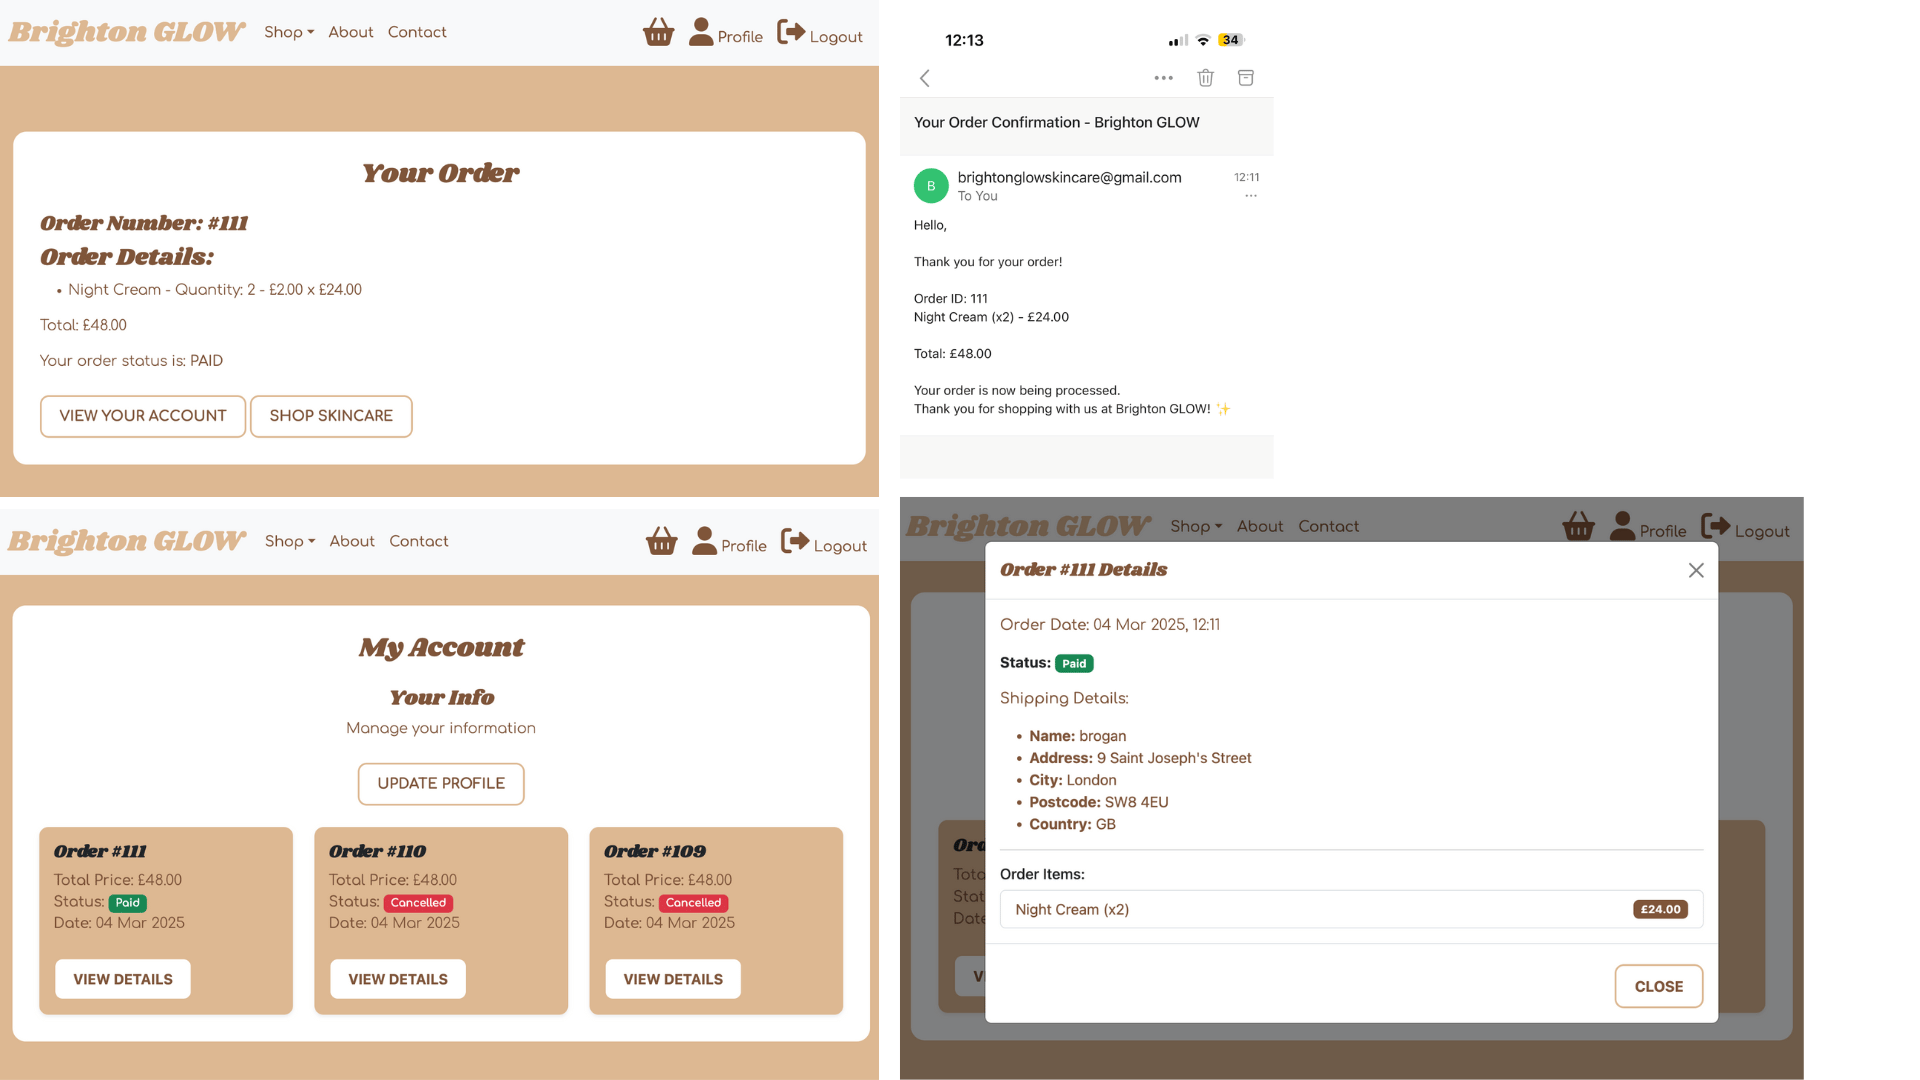 Brighton GLOW Shop About Contact Profile Logout
Your Order
Order Number: #111
Order Details:
• Night Cream - Quantity: 2 - £2.00 x £24.00
Total: £48.00
Your order status is: PAID
VIEW YOUR ACCOUNT SHOP SKINCARE
12:13 34
Your Order Confirmation - Brighton GLOW
B brightonglowskincare@gmail.com 12:11
To You
Hello,
Thank you for your order!
Order ID: 111
Night Cream (x2) - £24.00
Total: £48.00
Your order is now being processed.
Thank you for shopping with us at Brighton GLOW! ✨
Brighton GLOW Shop About Contact Profile Logout
My Account
Your Info
Manage your information
UPDATE PROFILE
Order #111
Total Price: £48.00
Status: Paid
Date: 04 Mar 2025
VIEW DETAILS
Order #110
Total Price: £48.00
Status: Cancelled
Date: 04 Mar 2025
VIEW DETAILS
Order #109
Total Price: £48.00
Status: Cancelled
Date: 04 Mar 2025
VIEW DETAILS
Brighton GLOW Shop About Contact Profile Logout
Order #111 Details
Order Date: 04 Mar 2025, 12:11
Status: Paid
Shipping Details:
• Name: brogan
• Address: 9 Saint Joseph's Street
• City: London
• Postcode: SW8 4EU
• Country: GB
Order Items:
Night Cream (x2) £24.00
CLOSE